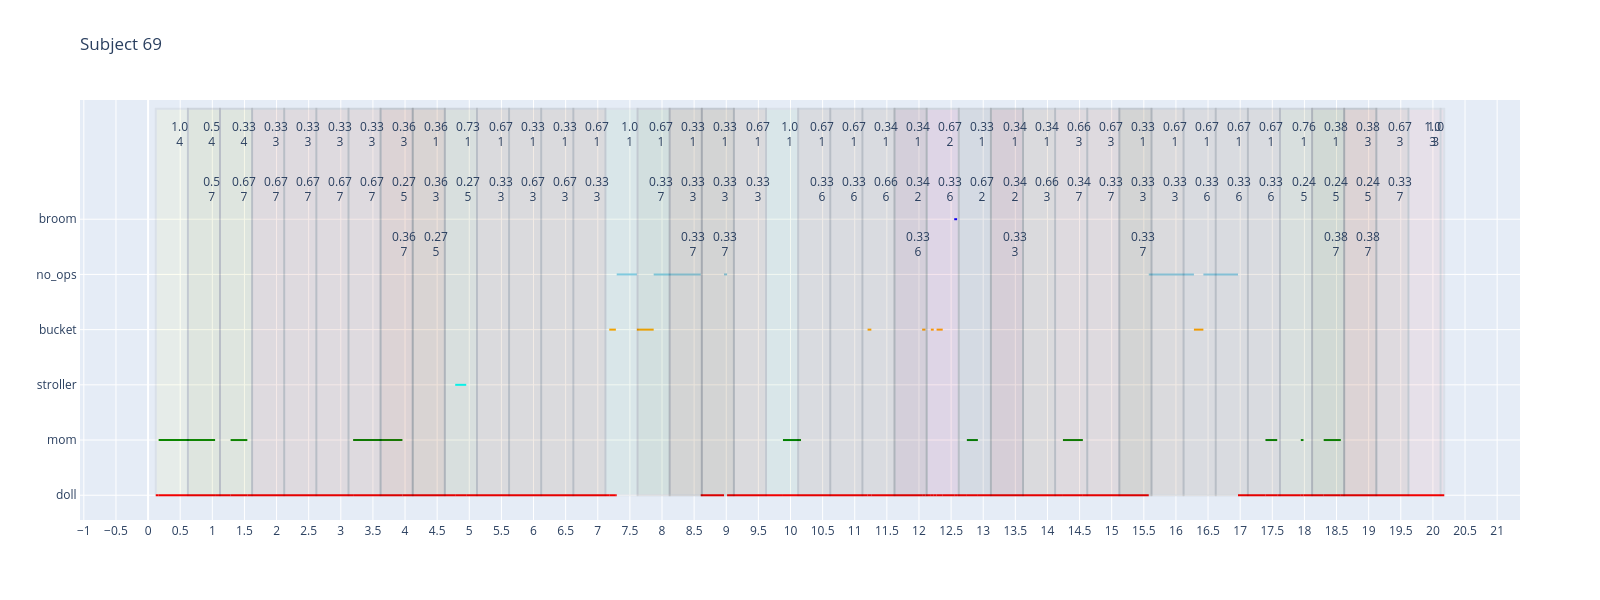 Subject 69
1.0 0.5 0.33 0.33 0.33 0.33 0.33 0.36 0.36 0.73 0.67 0.33 0.33 0.67 1.0 0.67 0.33 0.33 0.67 1.0 0.67 0.67 0.34 0.34 0.67 0.33 0.34 0.34 0.66 0.67 0.33 0.67 0.67 0.67 0.67 0.76 0.38 0.38 0.67
4 4 4 3 3 3 3 3 1 1 1 1 1 1 1 1 1 1 1 1 1 1 1 1 2 1 1 1 3 3 1 1 1 1 1 1 1 3 3
0.5 0.67 0.67 0.67 0.67 0.67 0.27 0.36 0.27 0.33 0.67 0.67 0.33 0.33 0.33 0.33 0.33 0.33 0.33 0.66 0.34 0.33 0.67 0.34 0.66 0.34 0.33 0.33 0.33 0.33 0.33 0.33 0.24 0.24 0.24 0.33
7 7 7 7 7 7 5 3 5 3 3 3 3 7 3 3 3 6 6 6 2 6 2 2 3 7 7 3 3 6 6 6 5 5 5 7
broom
0.36 0.27 0.33 0.33 0.33 0.33 0.33 0.38 0.38
7 5 7 7 6 3 7 7 7
no_ops
bucket
stroller
mom
doll
−1 −0.5 0 0.5 1 1.5 2 2.5 3 3.5 4 4.5 5 5.5 6 6.5 7 7.5 8 8.5 9 9.5 10 10.5 11 11.5 12 12.5 13 13.5 14 14.5 15 15.5 16 16.5 17 17.5 18 18.5 19 19.5 20 20.5 21